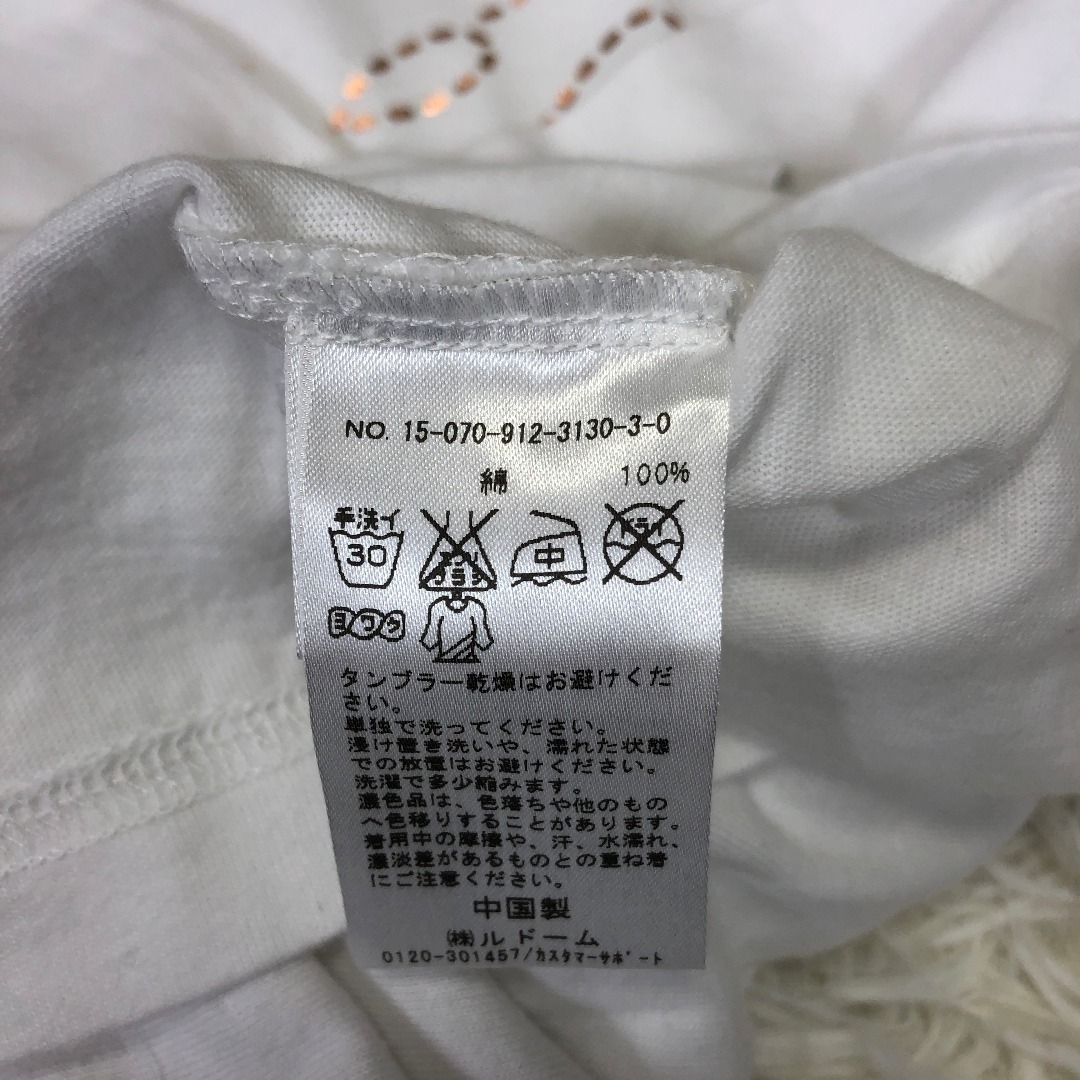 NO. 15-070-912-3130-3-0
綿 100%
手洗イ
30
エンソ
サラシ
中
ドライ
ヨワク
タンブラー乾燥はお避けくだ
さい。
単独で洗ってください。
浸け置き洗いや、濡れた状態
での放置はお避けください。
洗濯で多少縮みます。
濃色品は、色落ちや他のもの
へ色移りすることがあります。
着用中の摩擦や、汗、水濡れ、
濃淡差があるものとの重ね着
にご注意ください。
中国製
㈱ルドーム
0120-301457/カスタマーサポート